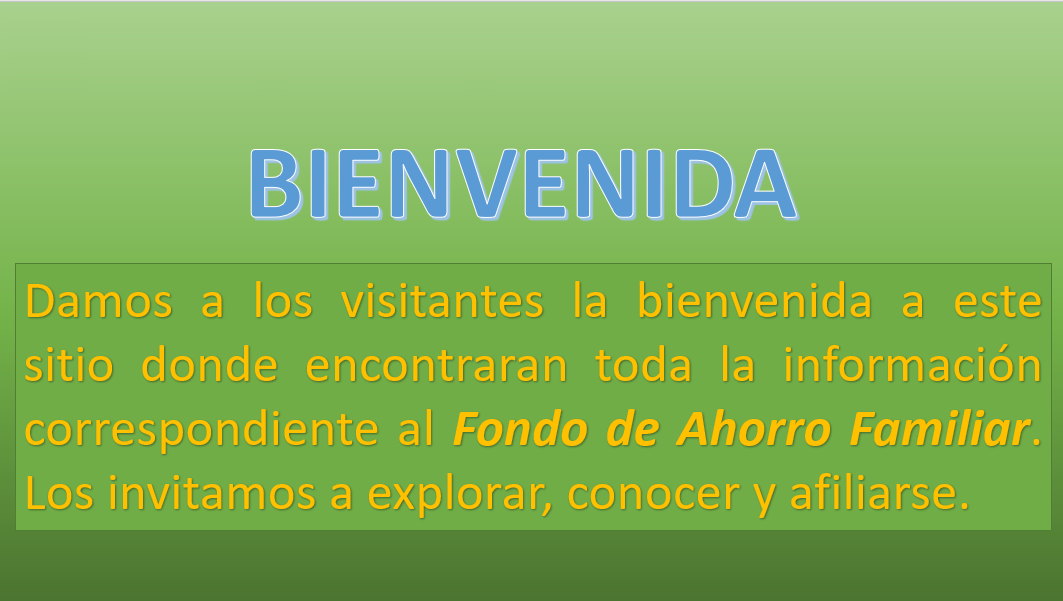 BIENVENIDA
Damos a los visitantes la bienvenida a este
sitio donde encontraran toda la información
correspondiente al Fondo de Ahorro Familiar.
Los invitamos a explorar, conocer y afiliarse.